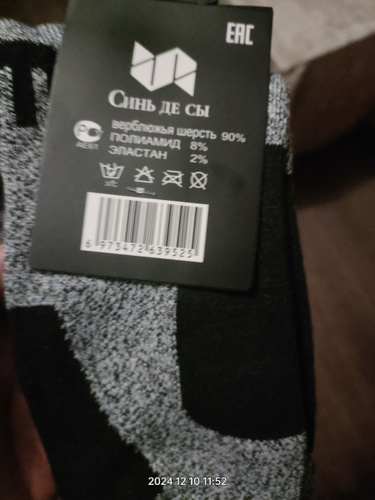 EAC
Синь де сы
верблюжья шерсть 90%
ПОЛИАМИД 8%
ЭЛАСТАН 2%
6 973472 639525
2024 12 10 11:52